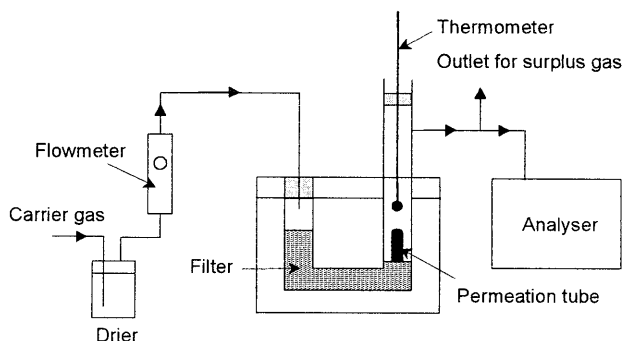 Thermometer
Outlet for surplus gas
Flowmeter
Carrier gas
Analyser
Filter
Permeation tube
Drier